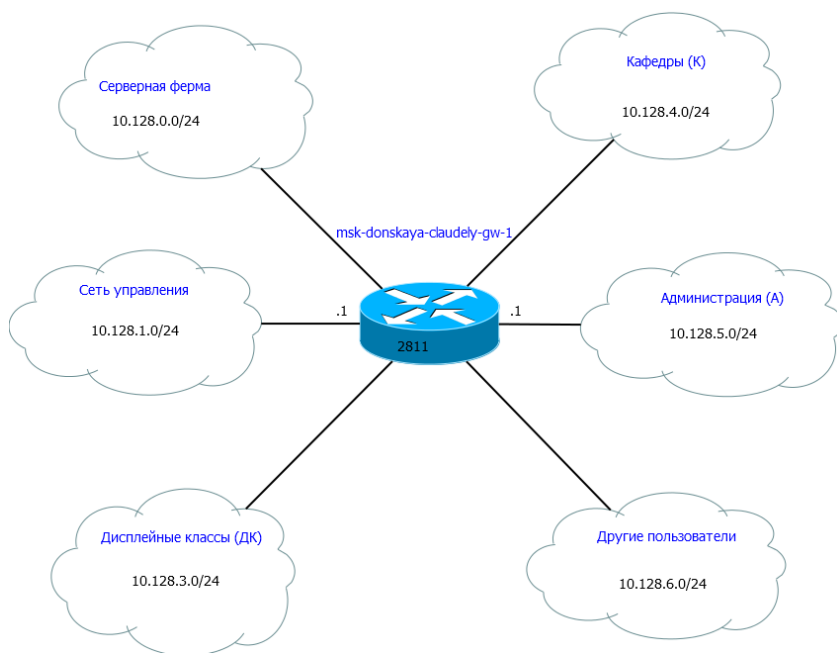 Серверная ферма
10.128.0.0/24
Кафедры (К)
10.128.4.0/24
msk-donskaya-claudely-gw-1
Сеть управления
10.128.1.0/24
.1
.1
2811
Администрация (А)
10.128.5.0/24
Дисплейные классы (ДК)
10.128.3.0/24
Другие пользователи
10.128.6.0/24